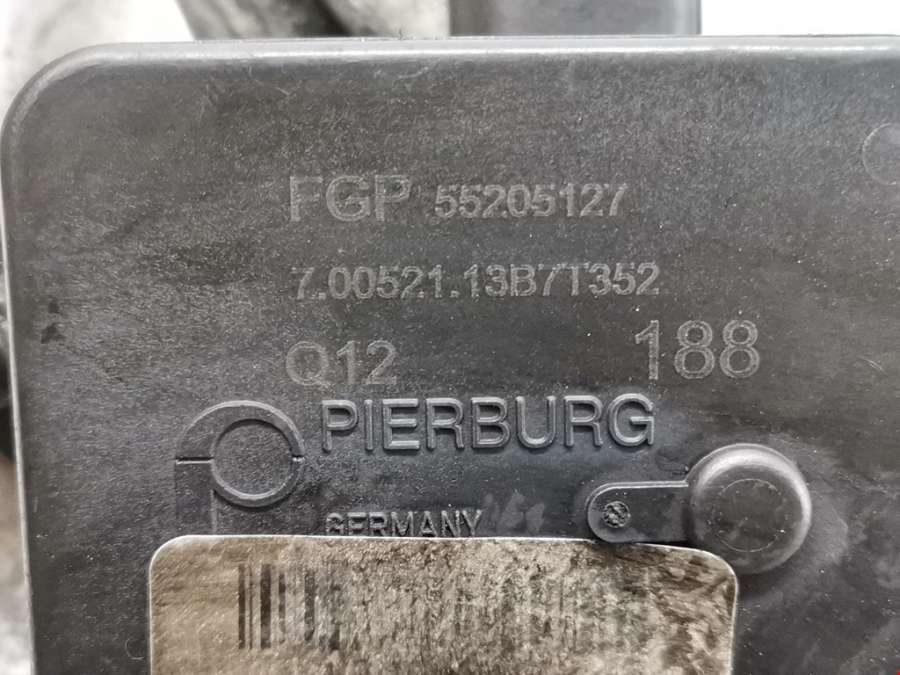 FGP 55205127
7.00521.13B7T352
Q12 188
PIERBURG
GERMANY